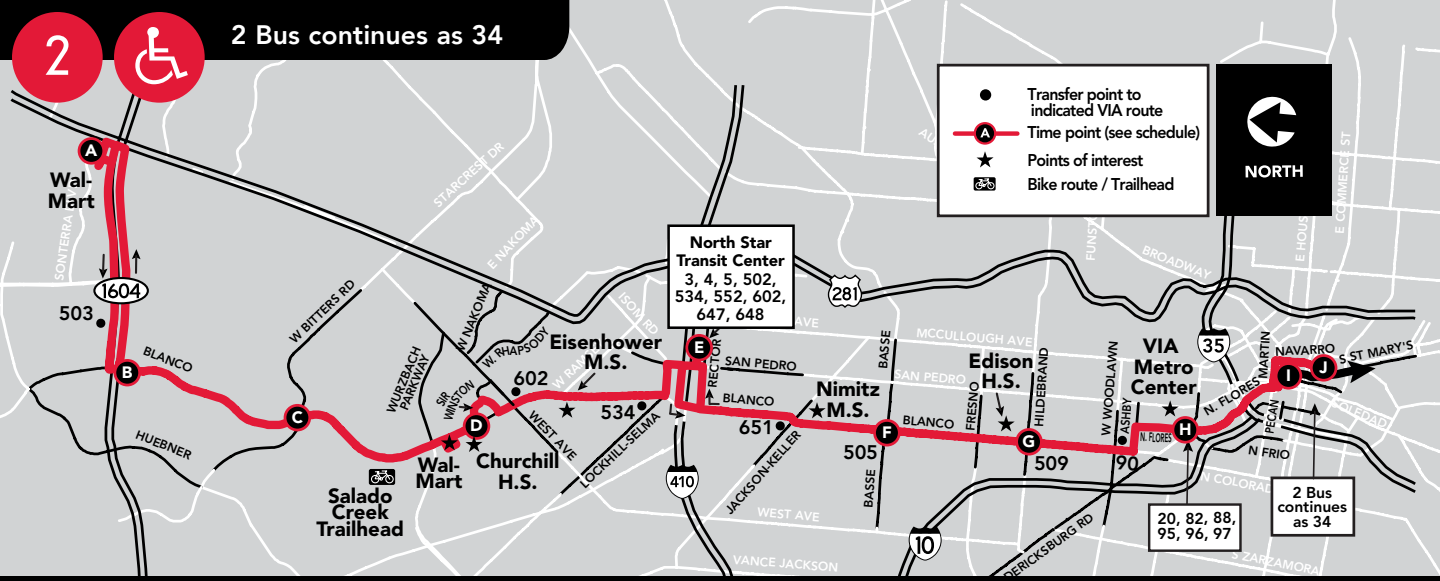 2
2 Bus continues as 34
Transfer point to
indicated VIA route
A
Time point (see schedule)
Points of interest
Bike route / Trailhead
NORTH
A
Wal-
Mart
SONTERRA
1604
503
B
BLANCO
HUEBNER
C
W BITTERS RD
STARCREST DR
E NAKOMA
W NAKOMA
W. RHAPSODY
WURZBACH
PARKWAY
SIR
WINSTON
D
Wal-
Mart
Churchill
H.S.
Salado
Creek
Trailhead
602
Eisenhower
M.S.
ISOM RD
WEST AVE
534
LOCKHILL-SELMA
North Star
Transit Center
3, 4, 5, 502,
534, 552, 602,
647, 648
E
RECTOR
SAN PEDRO
BLANCO
410
281
AVE
MCCULLOUGH AVE
SAN PEDRO
651
JACKSON-KELLER
Nimitz
M.S.
BASSE
F
505
BASSE
BLANCO
WEST AVE
VANCE JACKSON
Edison
H.S.
FRESNO
HILDEBRAND
G
509
10
W WOODLAWN
ASHBY
90
N. FLORES
VIA
Metro
Center
H
35
N. FLORES
MARTIN
NAVARRO
I
J
S ST MARY'S
PECAN
N FRIO
BROADWAY
E COMMERCE ST
20, 82, 88,
95, 96, 97
2 Bus
continues
as 34
S ZARZAMORA